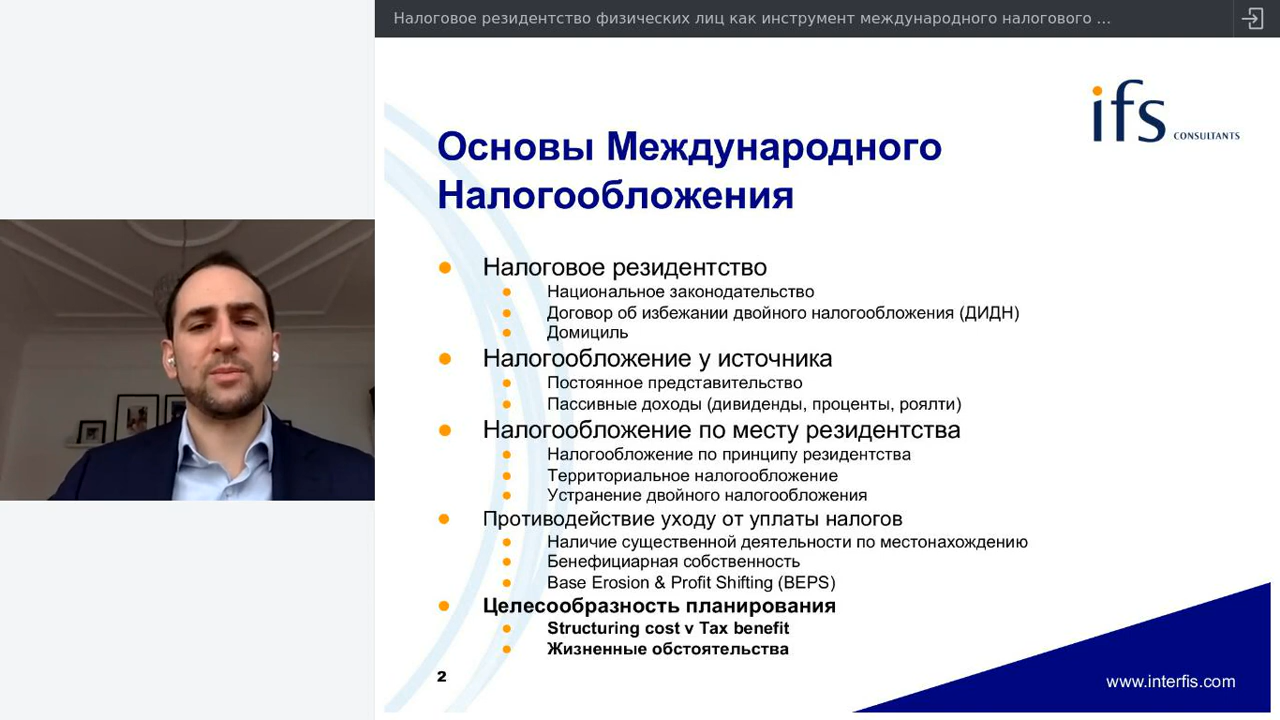 Налоговое резидентство физических лиц как инструмент международного налогового ...
ifs
CONSULTANTS
Основы Международного
Налогообложения
Налоговое резидентство
Национальное законодательство
Договор об избежании двойного налогообложения (ДИДН)
Домициль
Налогообложение у источника
Постоянное представительство
Пассивные доходы (дивиденды, проценты, роялти)
Налогообложение по месту резидентства
Налогообложение по принципу резидентства
Территориальное налогообложение
Устранение двойного налогообложения
Противодействие уходу от уплаты налогов
Наличие существенной деятельности по местонахождению
Бенефициарная собственность
Base Erosion & Profit Shifting (BEPS)
Целесообразность планирования
Structuring cost v Tax benefit
Жизненные обстоятельства
2
www.interfis.com